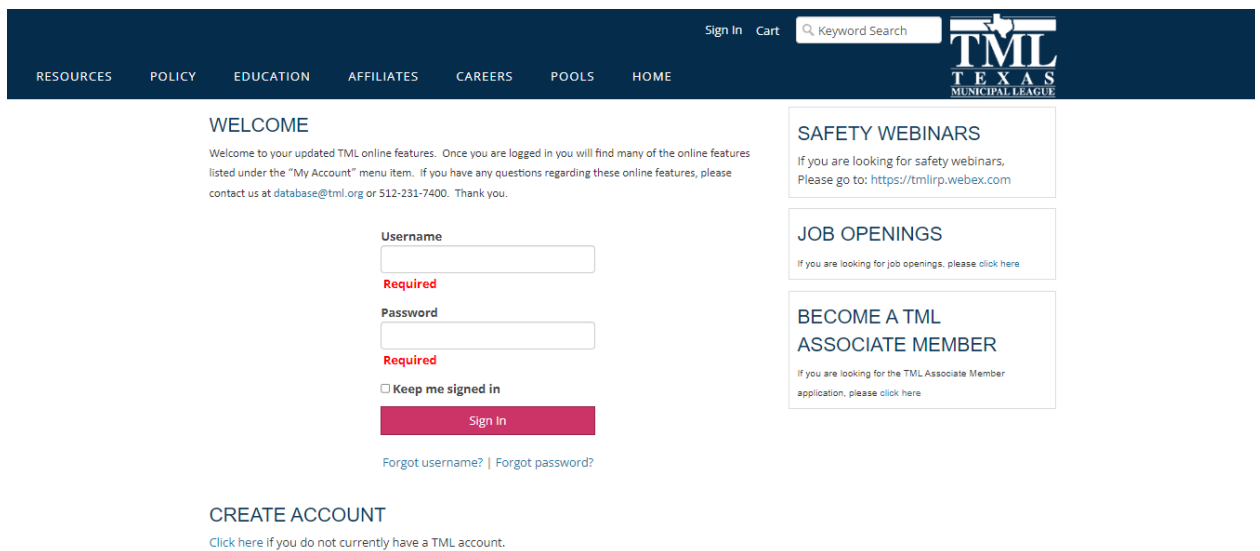 Sign In Cart Keyword Search
TML
TEXAS
MUNICIPAL LEAGUE
RESOURCES POLICY EDUCATION AFFILIATES CAREERS POOLS HOME
WELCOME
Welcome to your updated TML online features. Once you are logged in you will find many of the online features
listed under the “My Account” menu item. If you have any questions regarding these online features, please
contact us at database@tml.org or 512-231-7400. Thank you.
Username
Required
Password
Required
Keep me signed in
Sign In
Forgot username? | Forgot password?
CREATE ACCOUNT
Click here if you do not currently have a TML account.
SAFETY WEBINARS
If you are looking for safety webinars,
Please go to: https://tmlirp.webex.com
JOB OPENINGS
If you are looking for job openings, please click here
BECOME A TML
ASSOCIATE MEMBER
If you are looking for the TML Associate Member
application, please click here